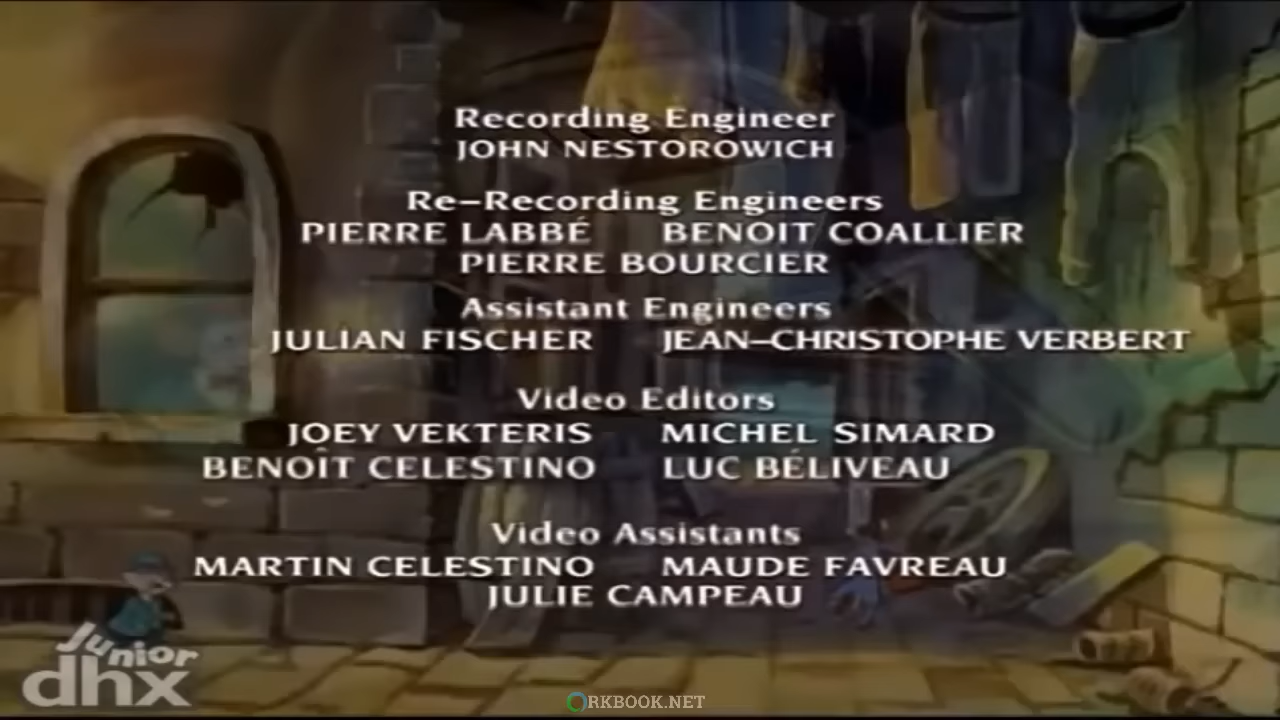 Recording Engineer
JOHN NESTOROWICH
Re-Recording Engineers
PIERRE LABBÉ BENOIT COALLIER
PIERRE BOURCIER
Assistant Engineers
JULIAN FISCHER JEAN-CHRISTOPHE VERBERT
Video Editors
JOEY VEKTERIS MICHEL SIMARD
BENOÎT CELESTINO LUC BÉLIVEAU
Video Assistants
MARTIN CELESTINO MAUDE FAVREAU
JULIE CAMPEAU
Junior
dhx
ORKBOOK.NET